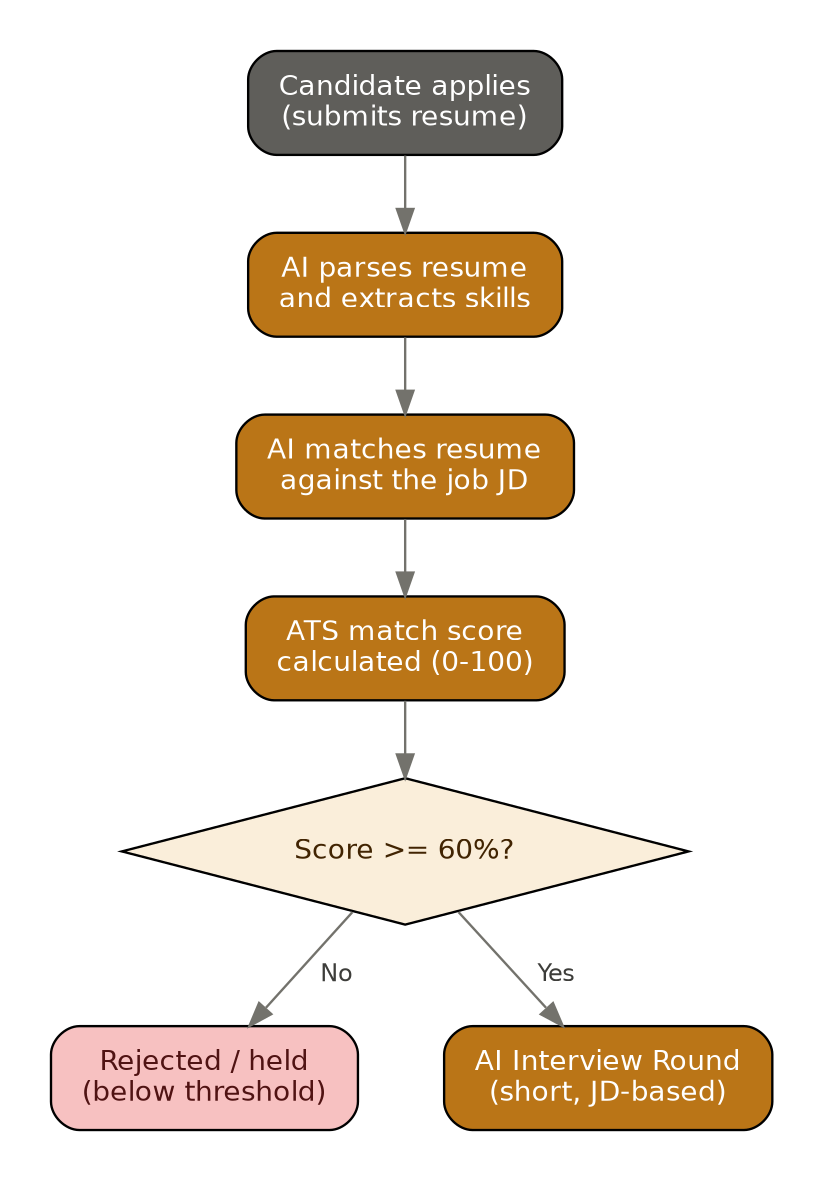 Candidate applies
(submits resume)
AI parses resume
and extracts skills
AI matches resume
against the job JD
ATS match score
calculated (0-100)
Score >= 60%?
No
Yes
Rejected / held
(below threshold)
AI Interview Round
(short, JD-based)